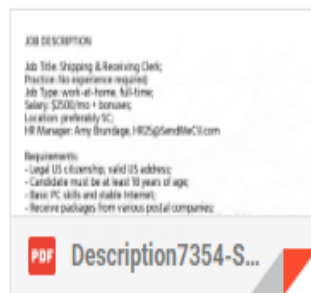 JOB DESCRIPTION
Job Title: Shipping & Receiving Clerk;
Practice: No experience required;
Job Type: work-at-home, full-time;
Salary: $2500/mo + bonuses;
Location: preferably SC;
HR Manager: Amy Brundage, HR25@SendMeCV.com
Requirements:
- Legal US citizenship, valid US address;
- Candidate must be at least 18 years of age;
- Basic PC skills and stable Internet;
- Receive packages from various postal companies;
PDF
Description7354-S...